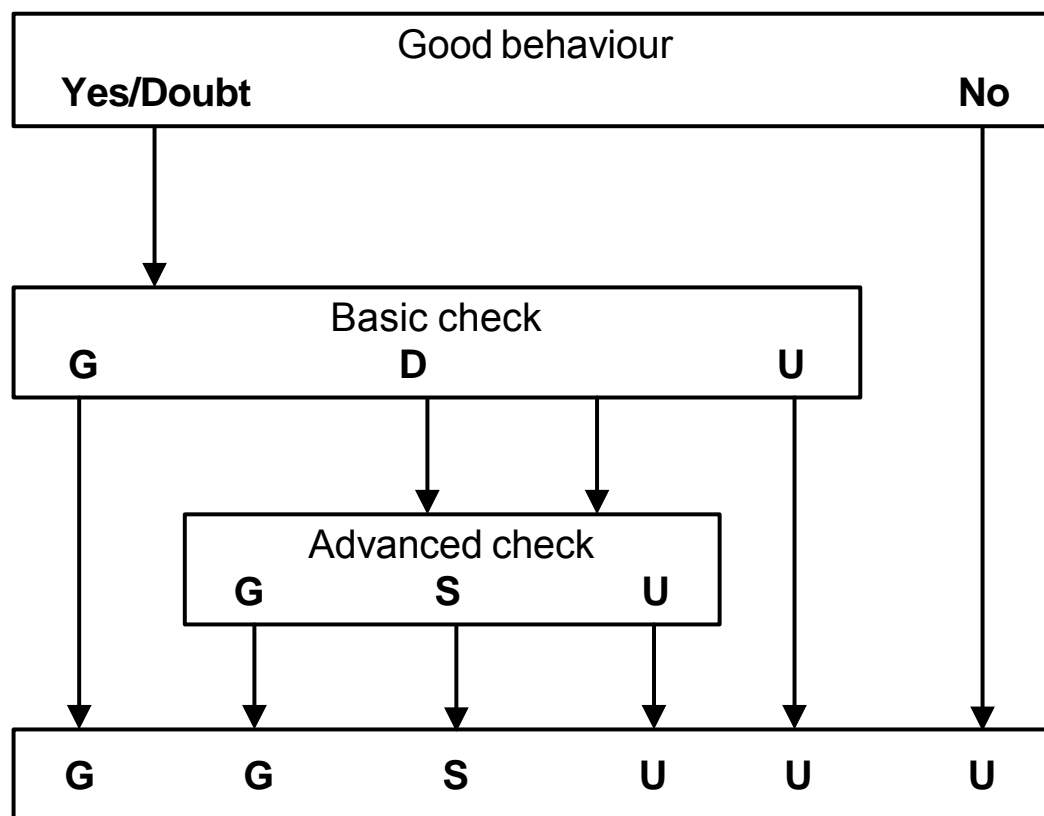 Good behaviour
Yes/Doubt No
Basic check
G D U
Advanced check
G S U
G G S U U U